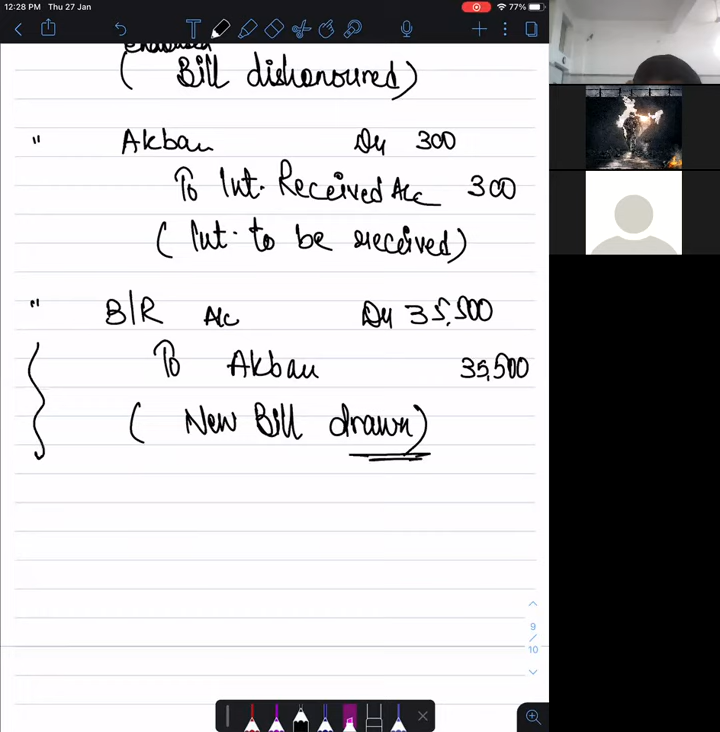 12:28 PM Thu 27 Jan
77%
( Bill dishonoured)
" Akbar Dr 300
To Int. Received A/c 300
( Int. to be received)
" B/R A/c Dr 35,500
To Akbar 35,500
( New Bill drawn)
9
/
10